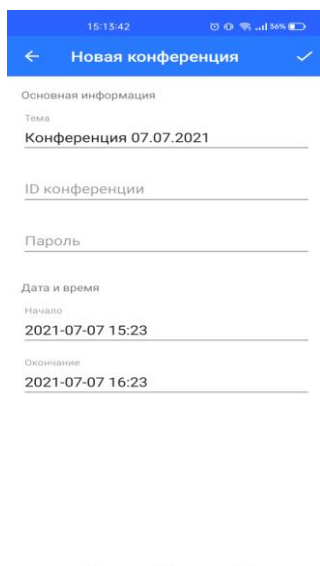 15:13:42
36%
Новая конференция
Основная информация
Тема
Конференция 07.07.2021
ID конференции
Пароль
Дата и время
Начало
2021-07-07 15:23
Окончание
2021-07-07 16:23